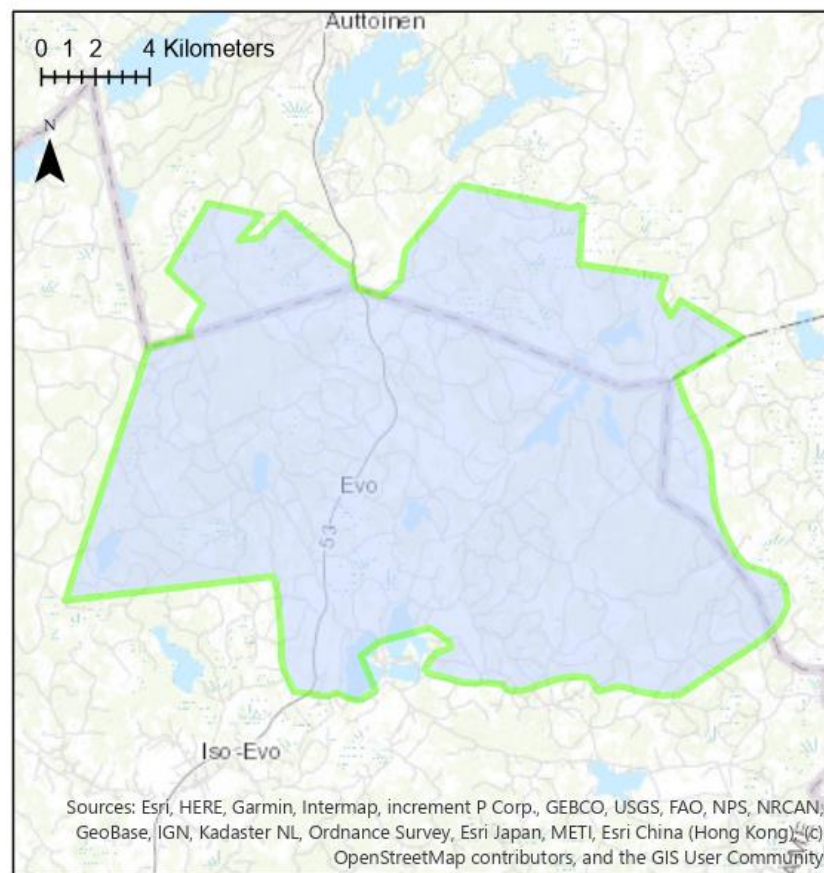 Auttoinen
0 1 2 4 Kilometers
N
Evo
53
Iso-Evo
Sources: Esri, HERE, Garmin, Intermap, increment P Corp., GEBCO, USGS, FAO, NPS, NRCAN,
GeoBase, IGN, Kadaster NL, Ordnance Survey, Esri Japan, METI, Esri China (Hong Kong), (c)
OpenStreetMap contributors, and the GIS User Community